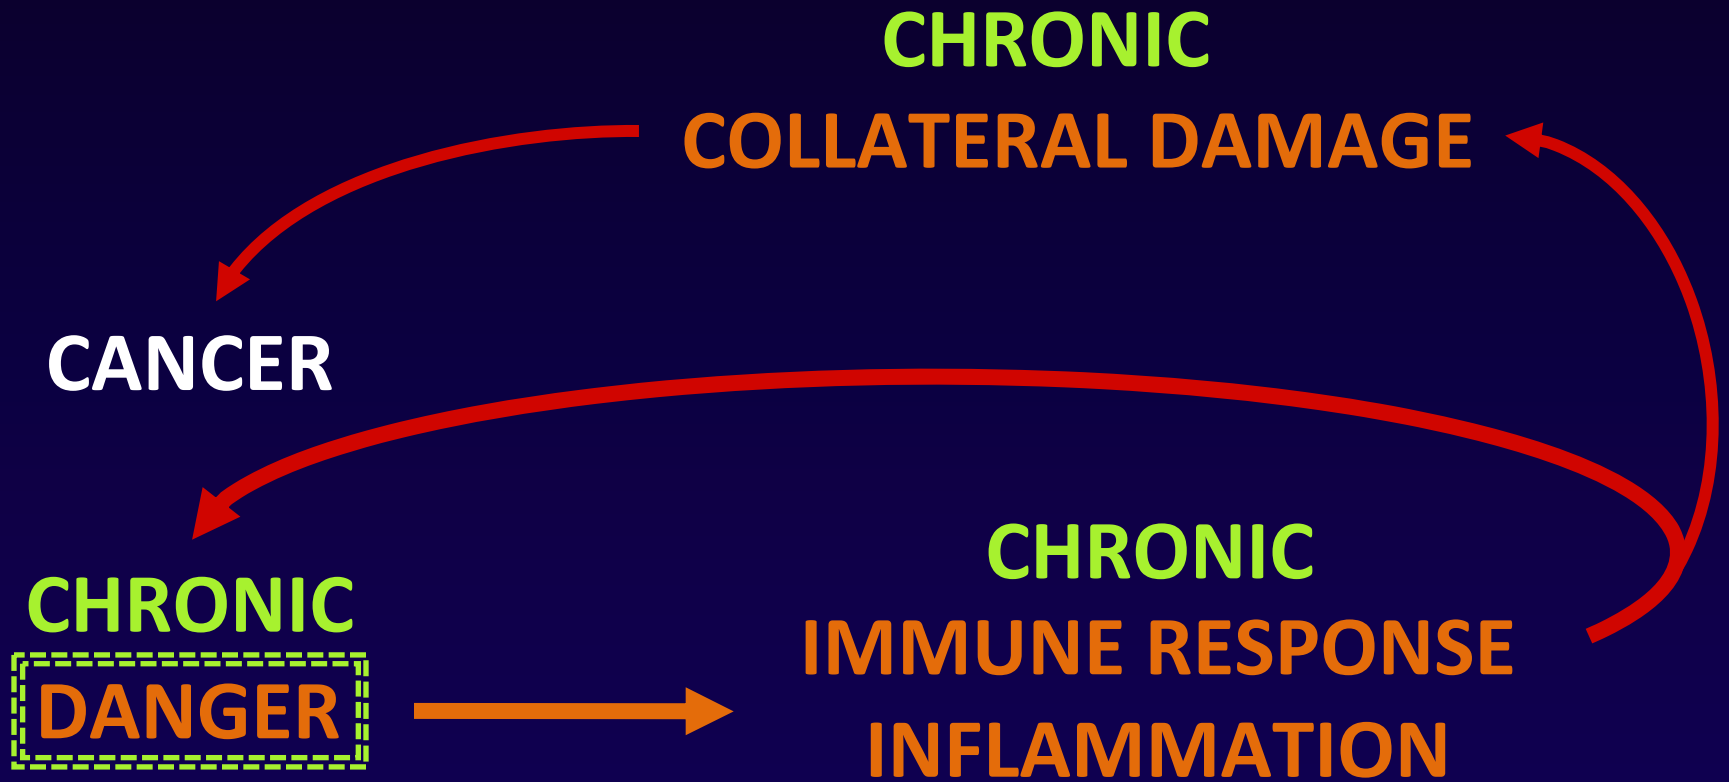 CHRONIC
COLLATERAL DAMAGE
CANCER
CHRONIC
IMMUNE RESPONSE
INFLAMMATION
CHRONIC
DANGER